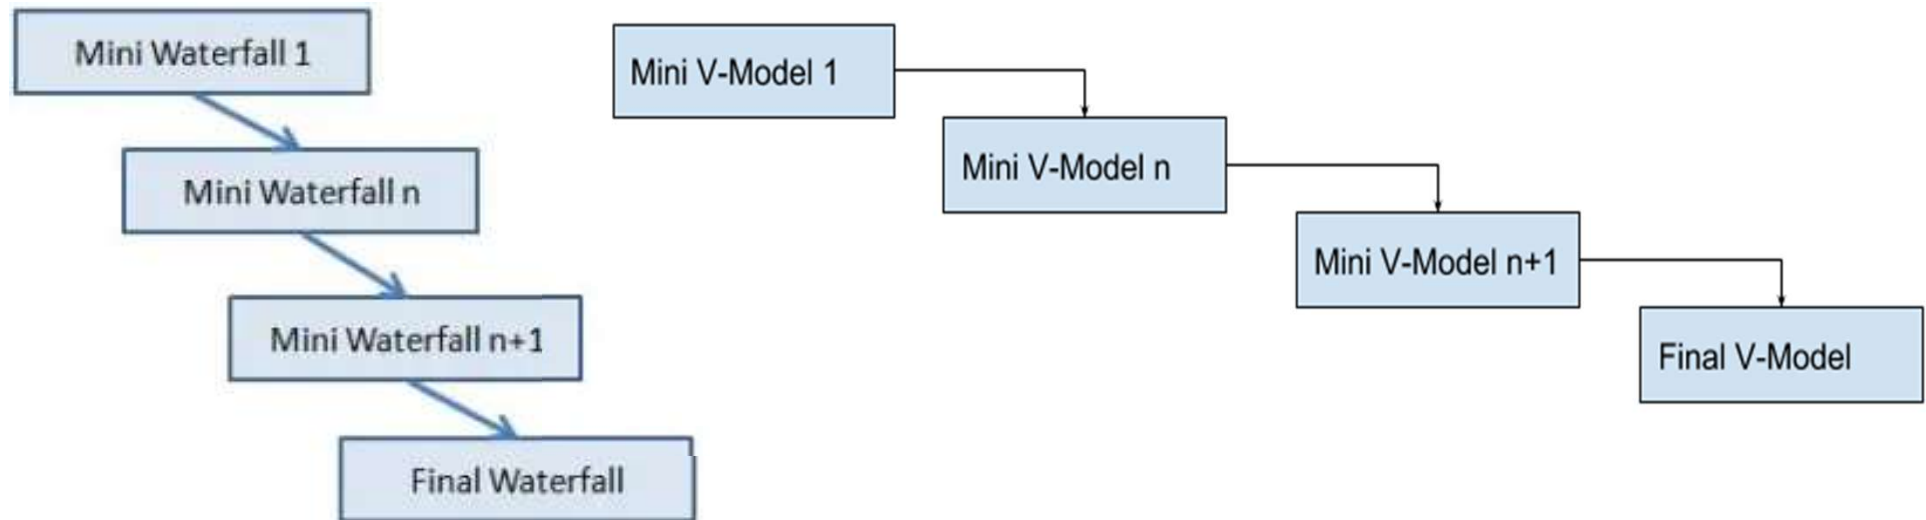 Mini Waterfall 1
Mini Waterfall n
Mini Waterfall n+1
Final Waterfall
Mini V-Model 1
Mini V-Model n
Mini V-Model n+1
Final V-Model